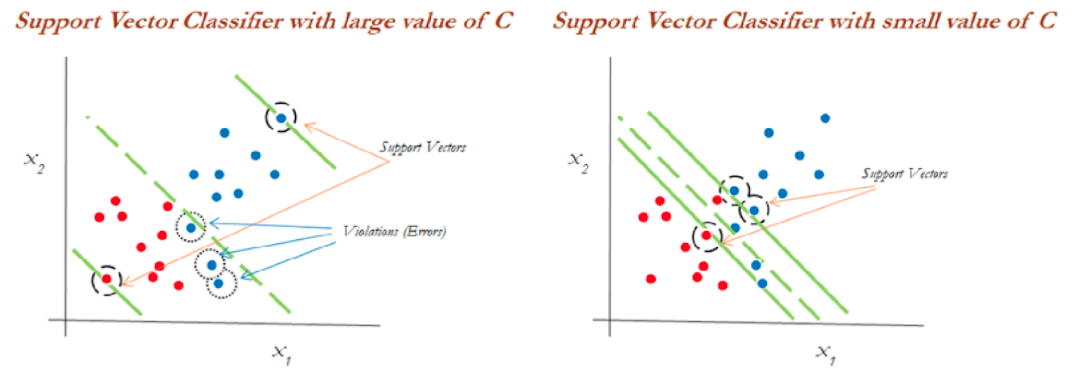 Support Vector Classifier with large value of C
Support Vector Classifier with small value of C
Support Vectors
x2
Violations (Errors)
x1
x2
Support Vectors
x1